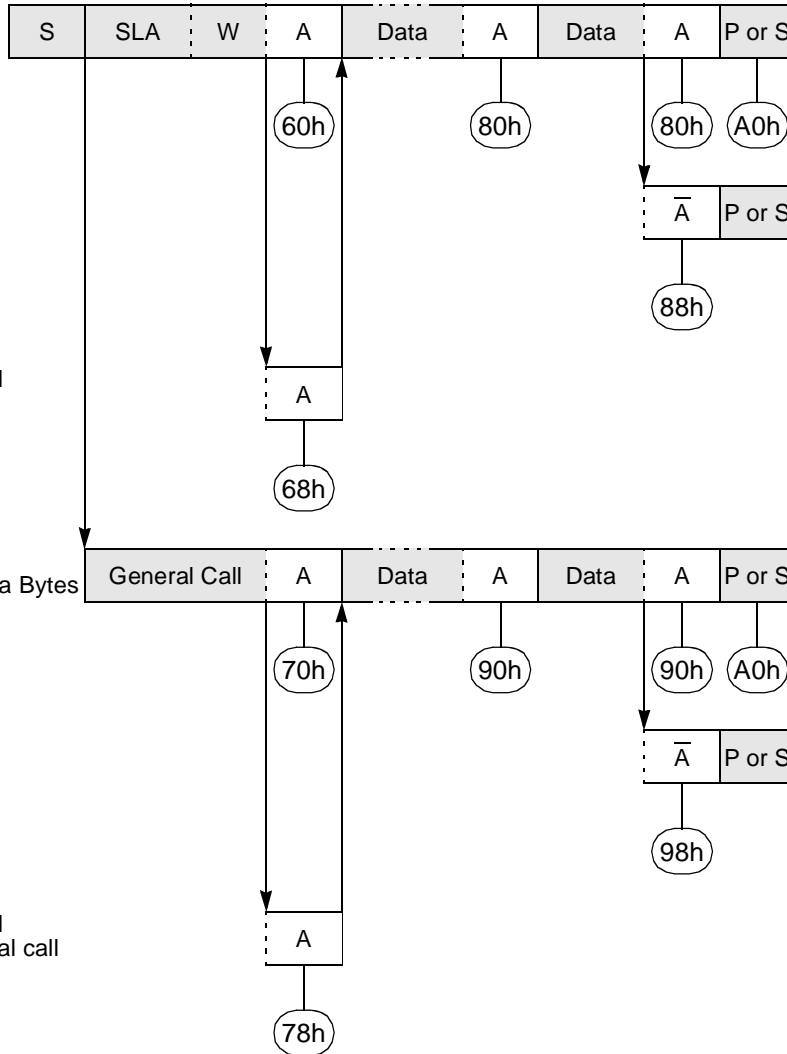 S SLA W A Data A Data A P or S
60h 80h 80h A0h
A̅ P or S
88h
A
68h
a Bytes General Call A Data A Data A P or S
70h 90h 90h A0h
A̅ P or S
98h
A
al call
78h